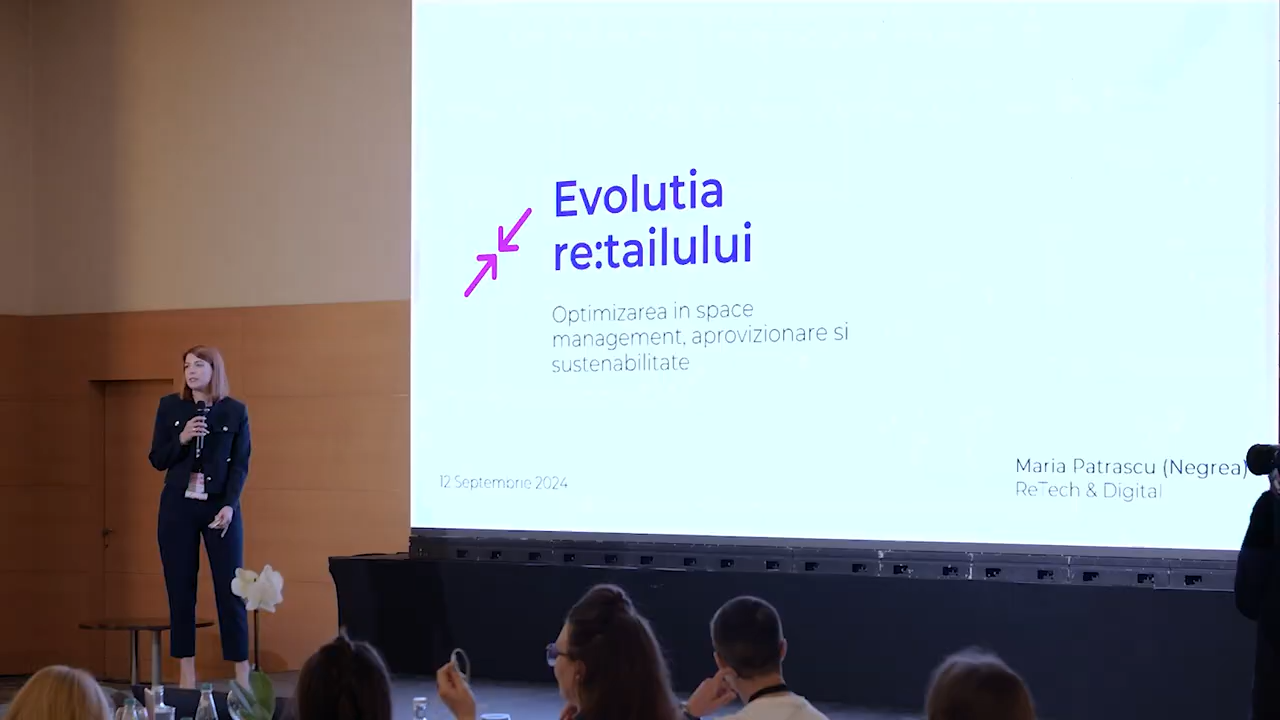 Evolutia
re:tailului
Optimizarea in space
management, aprovizionare si
sustenabilitate
12 Septembrie 2024
Maria Patrascu (Negrea)
ReTech & Digital